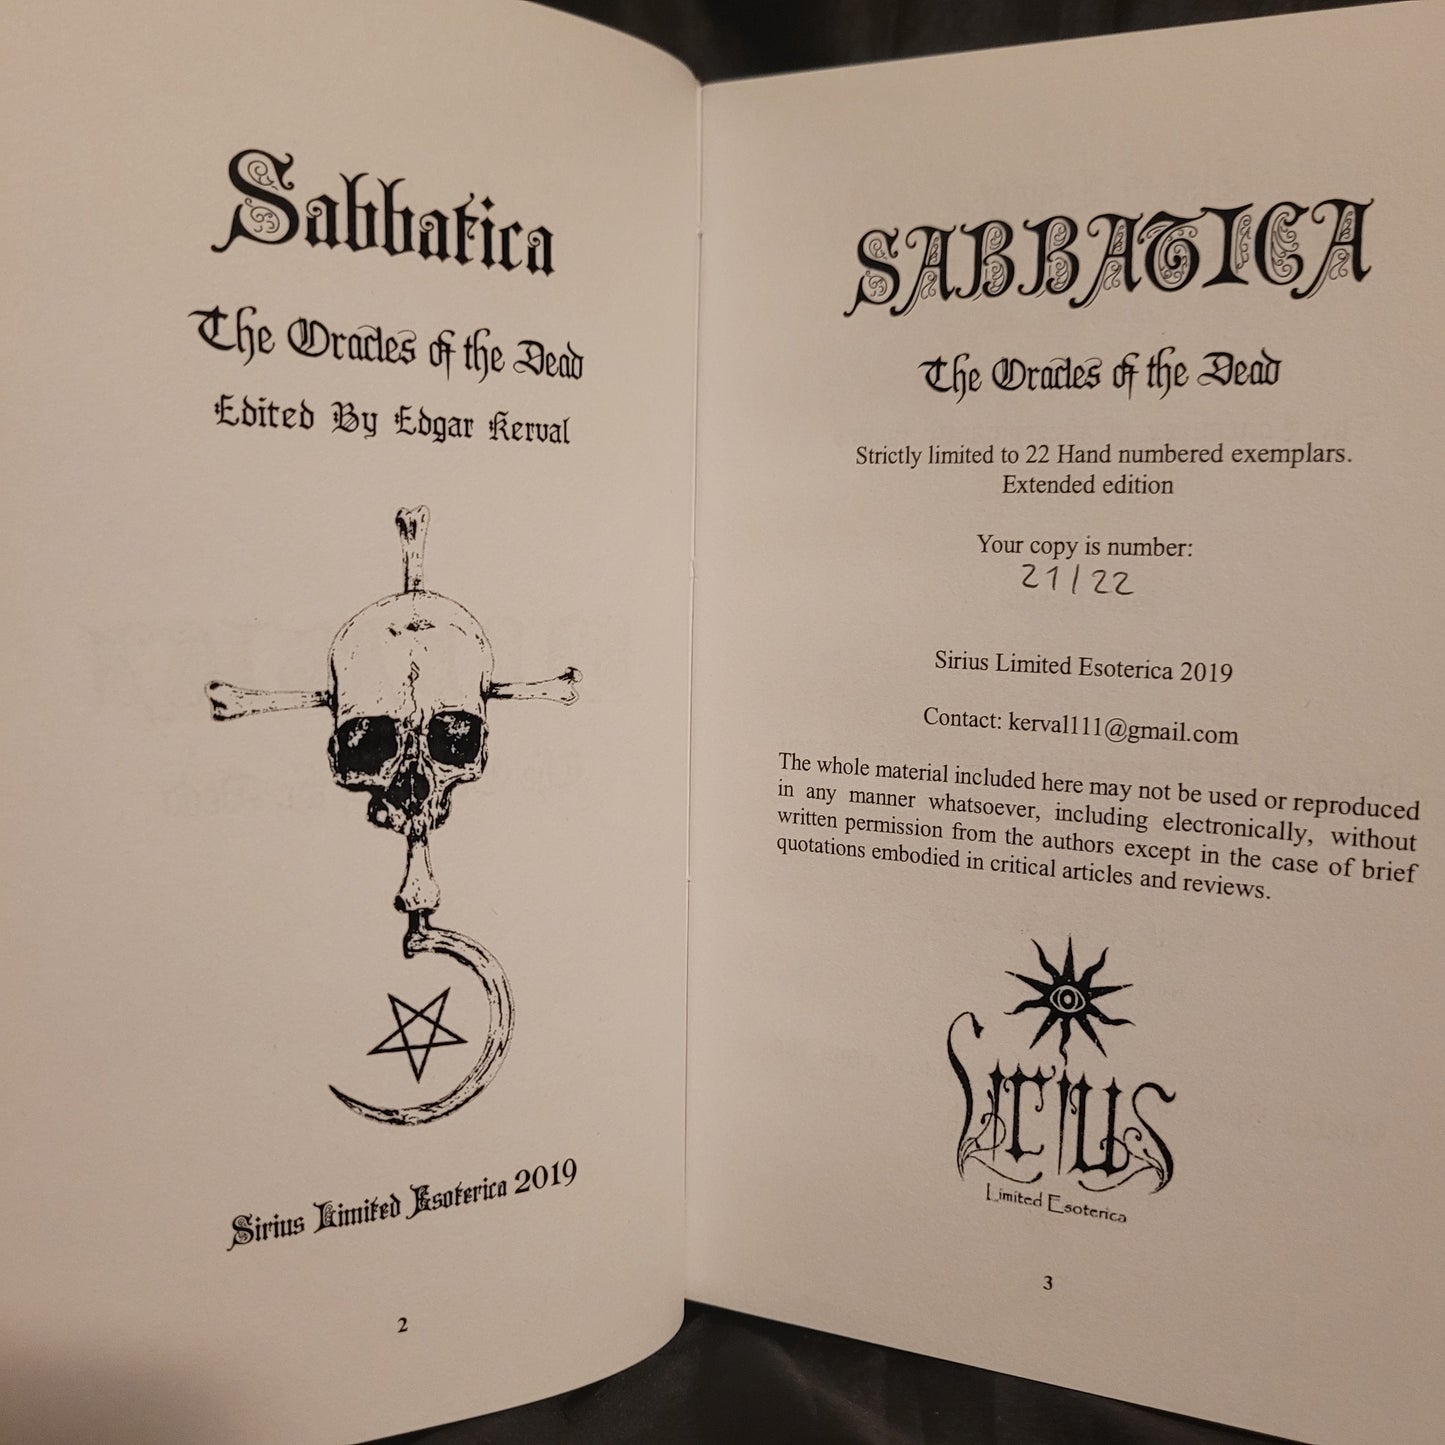 Sabbatica
The Oracles of the Dead
Edited By Edgar Kerval
Sirius Limited Esoterica 2019
2
SABBATICA
The Oracles of the Dead
Strictly limited to 22 Hand numbered exemplars.
Extended edition
Your copy is number:
21/22
Sirius Limited Esoterica 2019
Contact: kerval111@gmail.com
The whole material included here may not be used or reproduced
in any manner whatsoever, including electronically, without
written permission from the authors except in the case of brief
quotations embodied in critical articles and reviews.
Sirius
Limited Esoterica
3